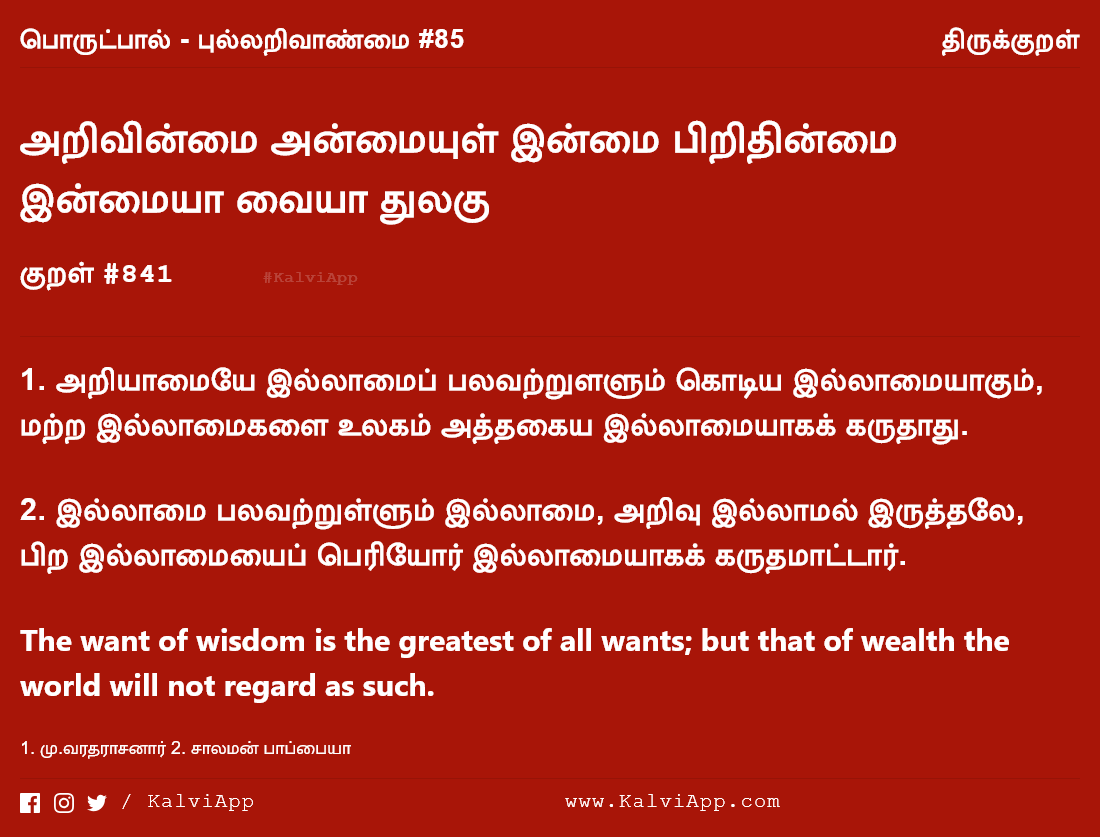 பொருட்பால் - புல்லறிவாண்மை #85
திருக்குறள்
அறிவின்மை அன்மையுள் இன்மை பிறிதின்மை
இன்மையா வையா துலகு
குறள் #841
#KalviApp
1. அறியாமையே இல்லாமைப் பலவற்றுளளும் கொடிய இல்லாமையாகும்,
மற்ற இல்லாமைகளை உலகம் அத்தகைய இல்லாமையாகக் கருதாது.
2. இல்லாமை பலவற்றுள்ளும் இல்லாமை, அறிவு இல்லாமல் இருத்தலே,
பிற இல்லாமையைப் பெரியோர் இல்லாமையாகக் கருதமாட்டார்.
The want of wisdom is the greatest of all wants; but that of wealth the
world will not regard as such.
1. மு.வரதராசனார் 2. சாலமன் பாப்பையா
/ KalviApp
www.KalviApp.com